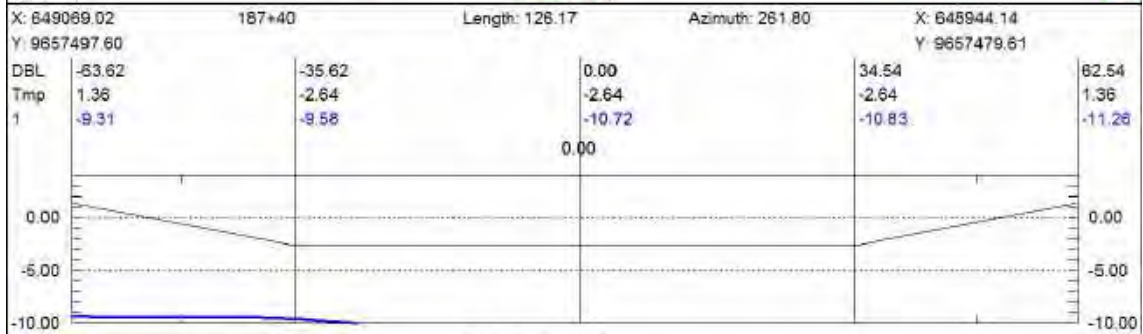 X: 649069.02 187+40 Length: 126.17 Azimuth: 261.80 X: 648944.14
Y: 9657497.60 Y: 9657479.61
DBL -63.62 -35.62 0.00 34.54 62.54
Tmp 1.36 -2.64 -2.64 -2.64 1.36
1 -9.31 -9.58 -10.72 -10.83 -11.26
0.00
0.00 0.00
-5.00 -5.00
-10.00 -10.00